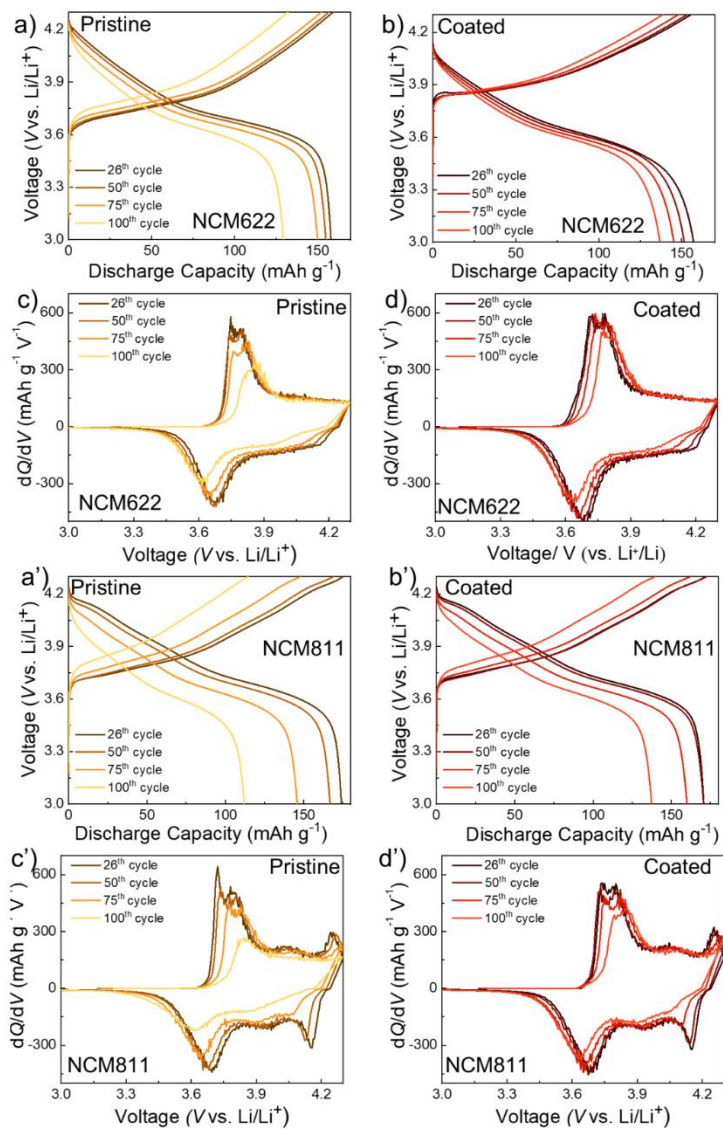 a)
Pristine
4.2
3.9
3.6
3.3
3.0
Voltage (V vs. Li/Li⁺)
26th cycle
50th cycle
75th cycle
100th cycle
NCM622
0 50 100 150
Discharge Capacity (mAh g⁻¹)
b)
Coated
4.2
3.9
3.6
3.3
3.0
Voltage (V vs. Li/Li⁺)
26th cycle
50th cycle
75th cycle
100th cycle
NCM622
0 50 100 150
Discharge Capacity (mAh g⁻¹)
c)
Pristine
600
300
0
-300
dQ/dV (mAh g⁻¹ V⁻¹)
26th cycle
50th cycle
75th cycle
100th cycle
NCM622
3.0 3.3 3.6 3.9 4.2
Voltage (V vs. Li/Li⁺)
d)
Coated
600
300
0
-300
dQ/dV (mAh g⁻¹ V⁻¹)
26th cycle
50th cycle
75th cycle
100th cycle
NCM622
3.0 3.3 3.6 3.9 4.2
Voltage/ V (vs. Li⁺/Li)
a')
Pristine
4.2
3.9
3.6
3.3
3.0
Voltage (V vs. Li/Li⁺)
NCM811
26th cycle
50th cycle
75th cycle
100th cycle
0 50 100 150
Discharge Capacity (mAh g⁻¹)
b')
Coated
4.2
3.9
3.6
3.3
3.0
Voltage (V vs. Li/Li⁺)
NCM811
26th cycle
50th cycle
75th cycle
100th cycle
0 50 100 150
Discharge Capacity (mAh g⁻¹)
c')
Pristine
600
300
0
-300
dQ/dV (mAh g⁻ V⁻)
26th cycle
50th cycle
75th cycle
100th cycle
NCM811
3.0 3.3 3.6 3.9 4.2
Voltage (V vs. Li/Li⁺)
d')
Coated
600
300
0
-300
dQ/dV (mAh g⁻¹ V⁻¹)
26th cycle
50th cycle
75th cycle
100th cycle
NCM811
3.0 3.3 3.6 3.9 4.2
Voltage (V vs. Li/Li⁺)